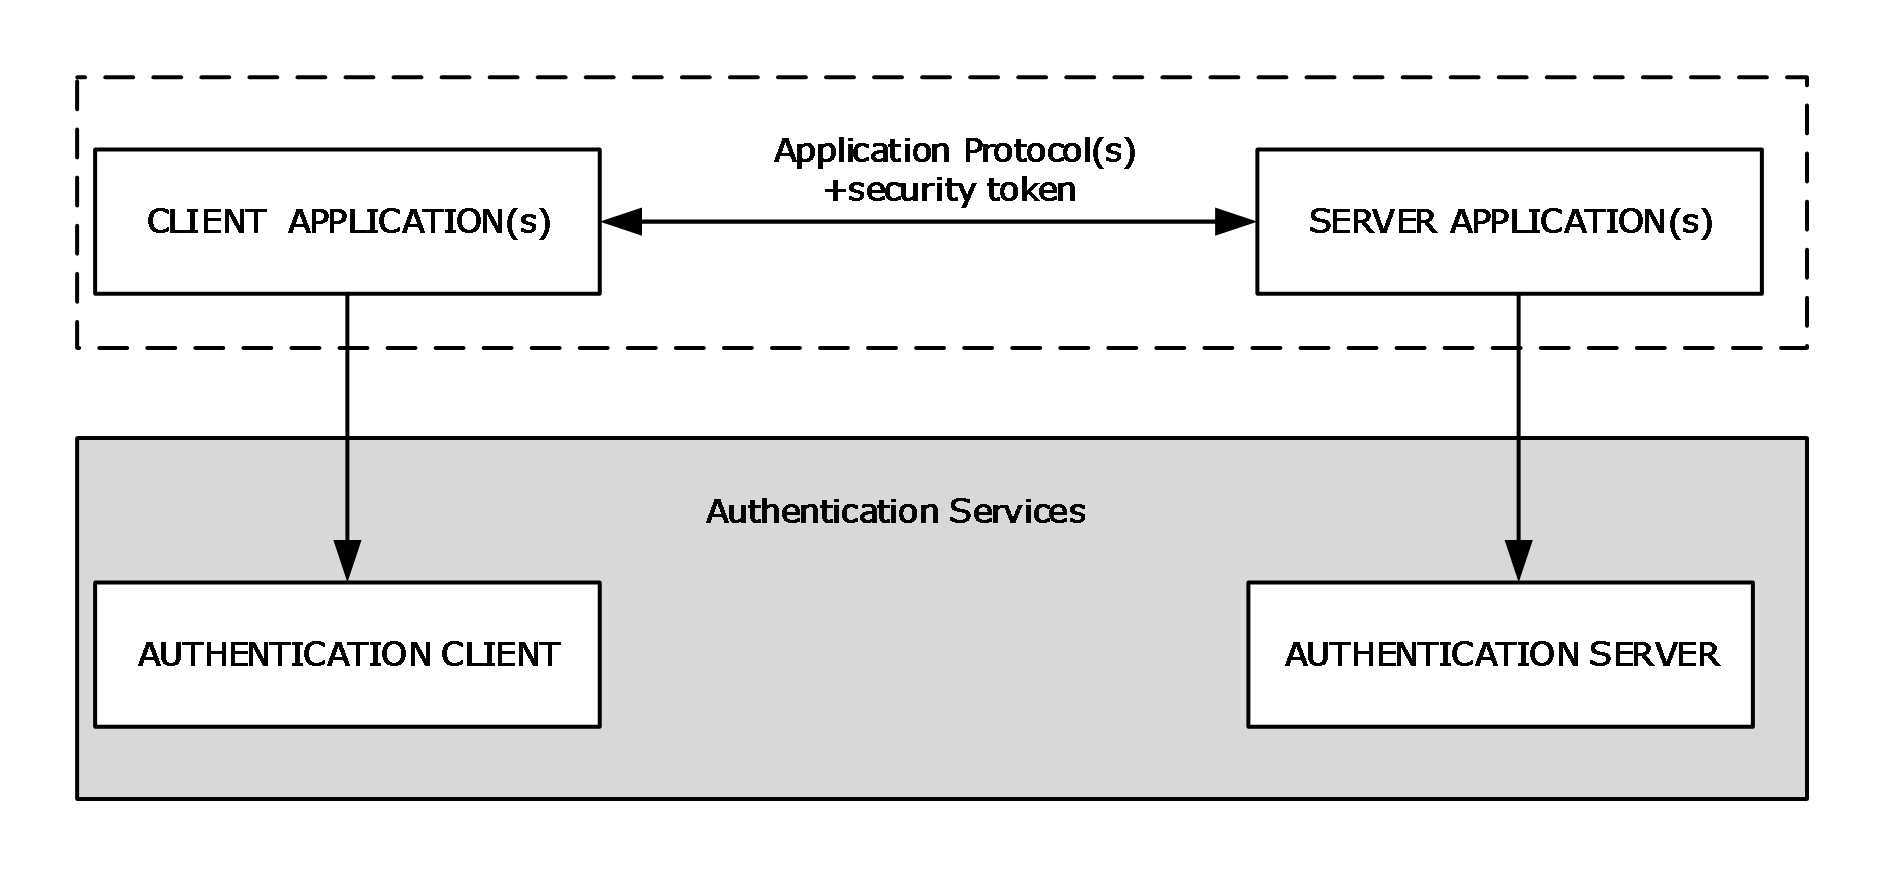 Application Protocol(s)
+security token
CLIENT APPLICATION(s)
SERVER APPLICATION(s)
Authentication Services
AUTHENTICATION CLIENT
AUTHENTICATION SERVER